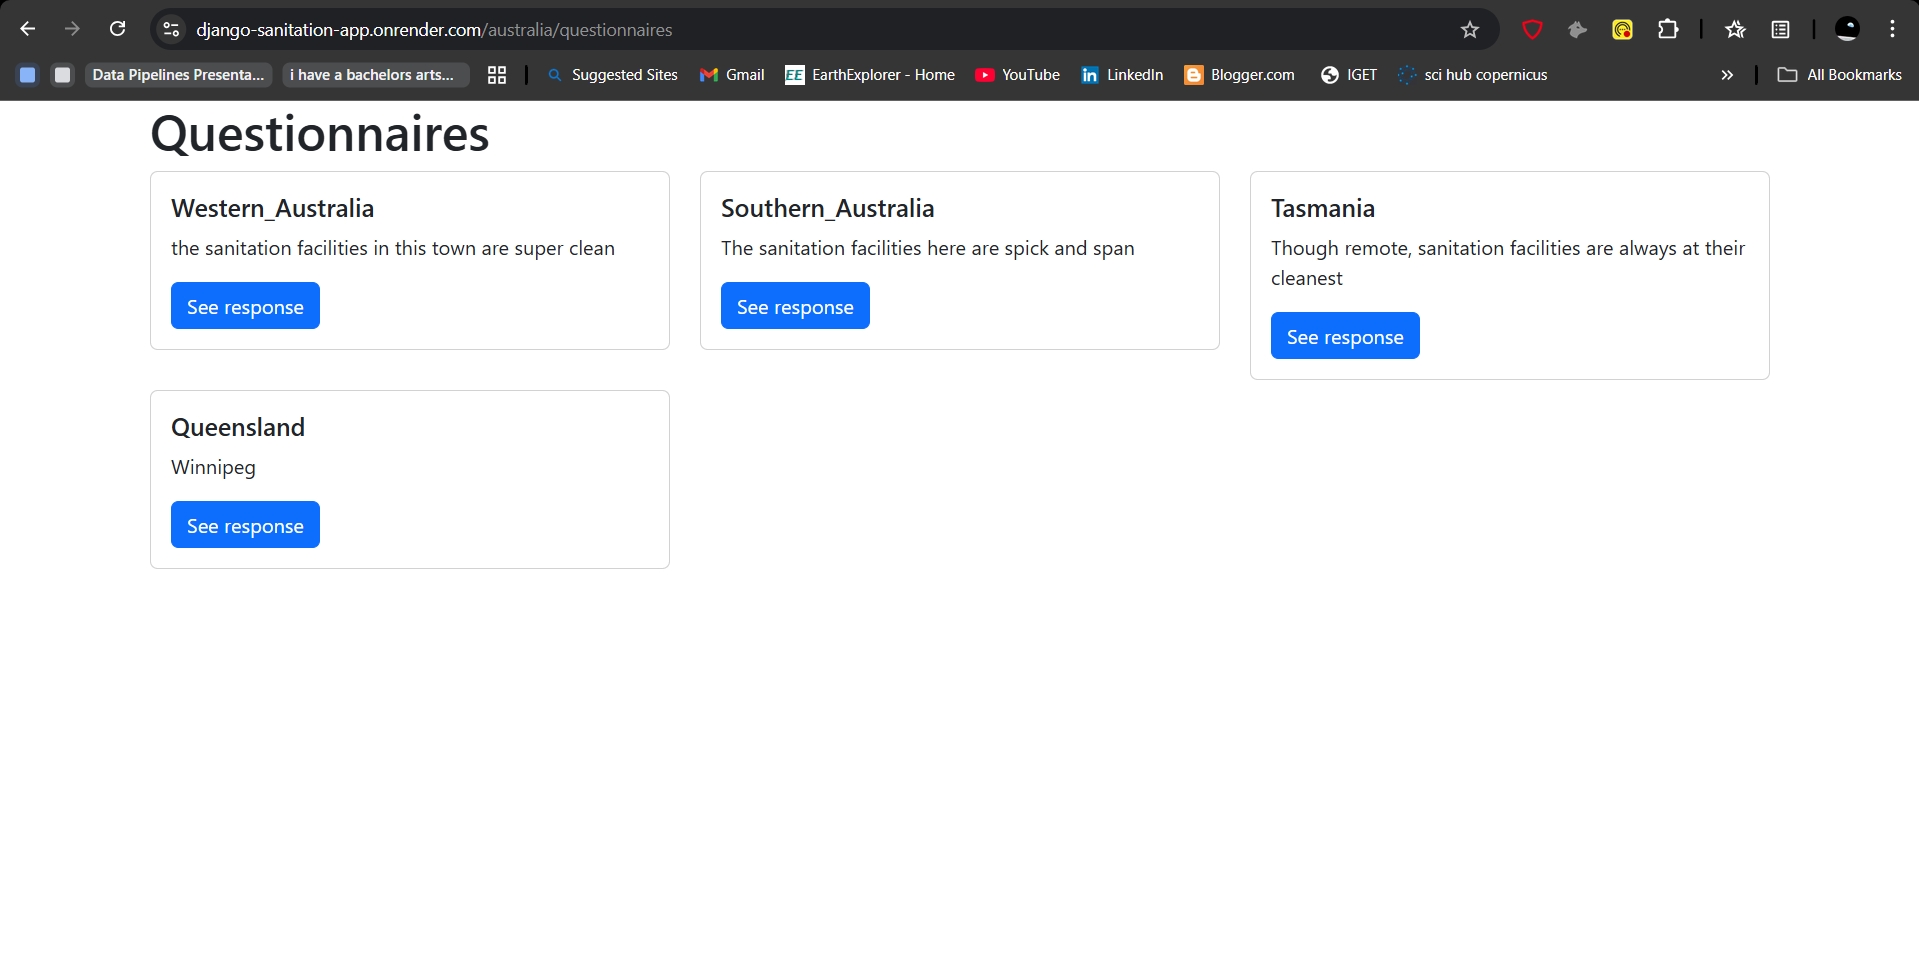 django-sanitation-app.onrender.com/australia/questionnaires
Data Pipelines Presenta... i have a bachelors arts... Suggested Sites Gmail EE EarthExplorer - Home YouTube LinkedIn Blogger.com IGET sci hub copernicus » All Bookmarks
Questionnaires
Western_Australia
the sanitation facilities in this town are super clean
See response
Southern_Australia
The sanitation facilities here are spick and span
See response
Tasmania
Though remote, sanitation facilities are always at their
cleanest
See response
Queensland
Winnipeg
See response